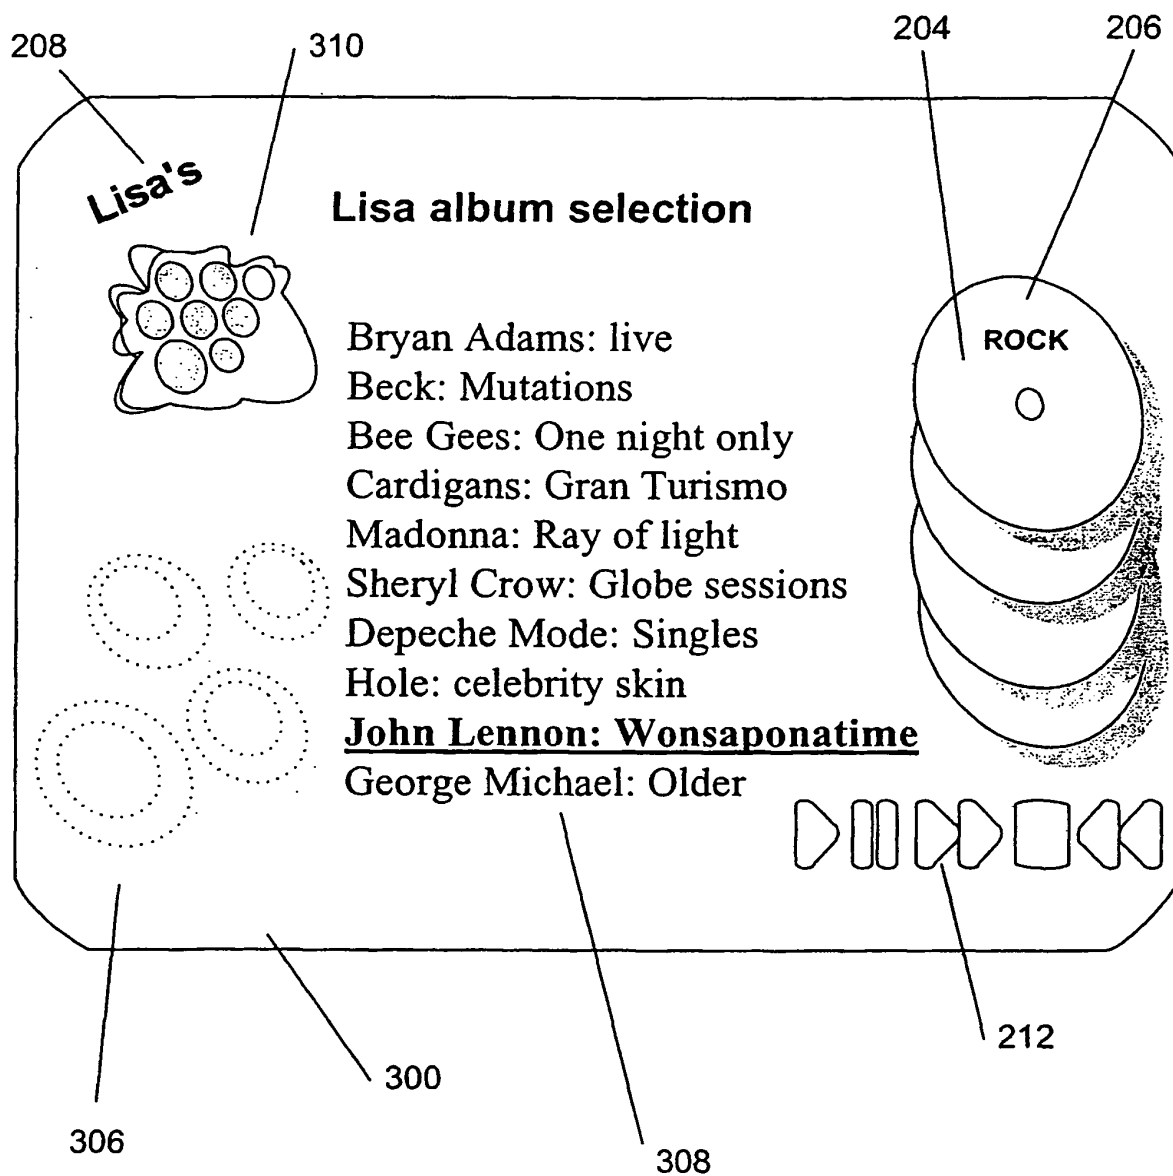 208
310
204
206
Lisa's
Lisa album selection
ROCK
Bryan Adams: live
Beck: Mutations
Bee Gees: One night only
Cardigans: Gran Turismo
Madonna: Ray of light
Sheryl Crow: Globe sessions
Depeche Mode: Singles
Hole: celebrity skin
John Lennon: Wonsaponatime
George Michael: Older
212
300
306
308